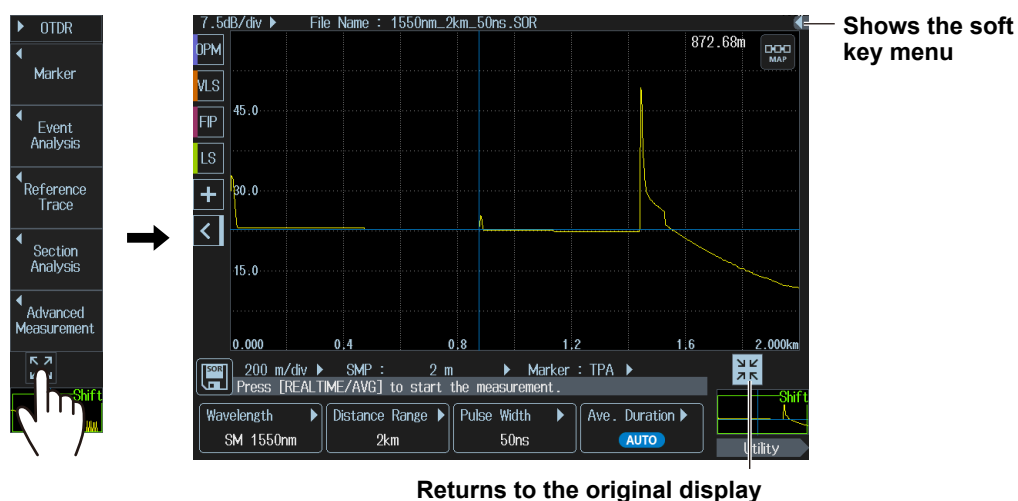 OTDR
Marker
Event
Analysis
Reference
Trace
Section
Analysis
Advanced
Measurement
Shift
7.5dB/div
File Name : 1550nm_2km_50ns.SOR
OPM
VLS
FIP
LS
872.68m
MAP
45.0
30.0
15.0
0.000
0.4
0.8
1.2
1.6
2.000km
SOR
200 m/div
SMP : 2 m
Marker : TPA
Press [REALTIME/AVG] to start the measurement.
Wavelength
SM 1550nm
Distance Range
2km
Pulse Width
50ns
Ave. Duration
AUTO
Shift
Utility
Shows the soft
key menu
Returns to the original display